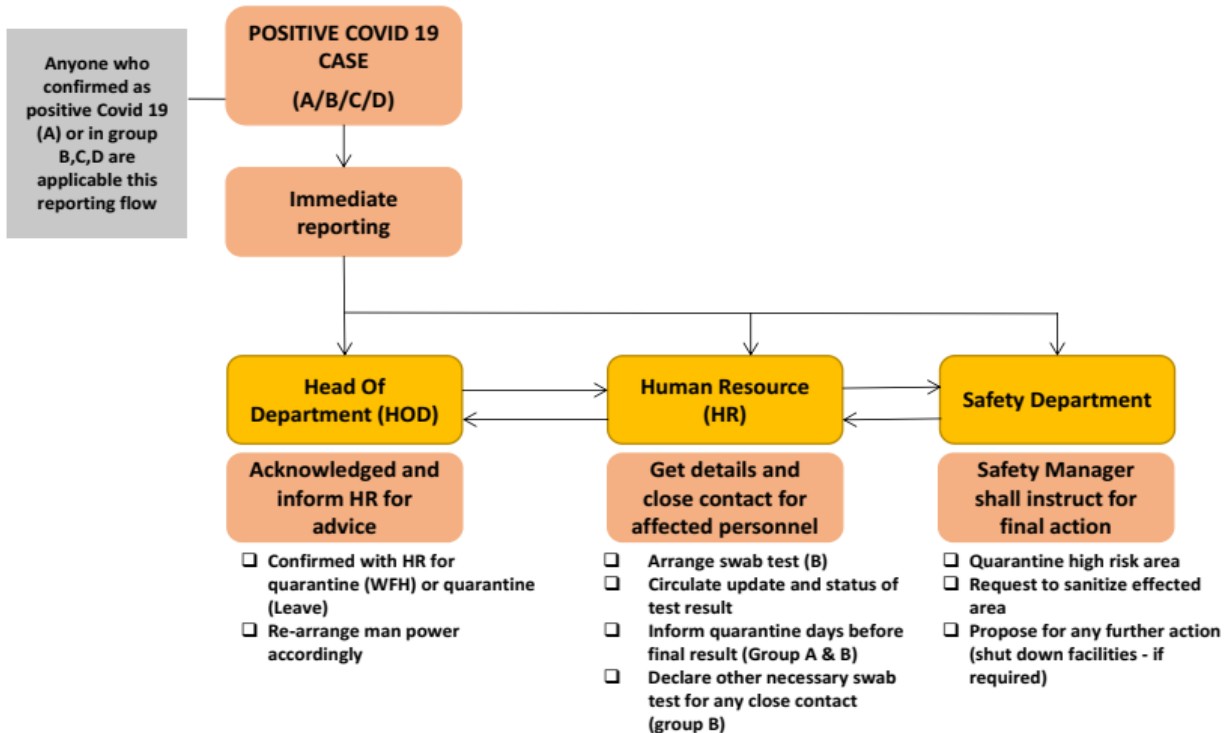 POSITIVE COVID 19
CASE
(A/B/C/D)
Anyone who
confirmed as
positive Covid 19
(A) or in group
B,C,D are
applicable this
reporting flow
Immediate
reporting
Head Of
Department (HOD)
Human Resource
(HR)
Safety Department
Acknowledged and
inform HR for
advice
❑ Confirmed with HR for
quarantine (WFH) or quarantine
(Leave)
❑ Re-arrange man power
accordingly
Get details and
close contact for
affected personnel
❑ Arrange swab test (B)
❑ Circulate update and status of
test result
❑ Inform quarantine days before
final result (Group A & B)
❑ Declare other necessary swab
test for any close contact
(group B)
Safety Manager
shall instruct for
final action
❑ Quarantine high risk area
❑ Request to sanitize effected
area
❑ Propose for any further action
(shut down facilities - if
required)